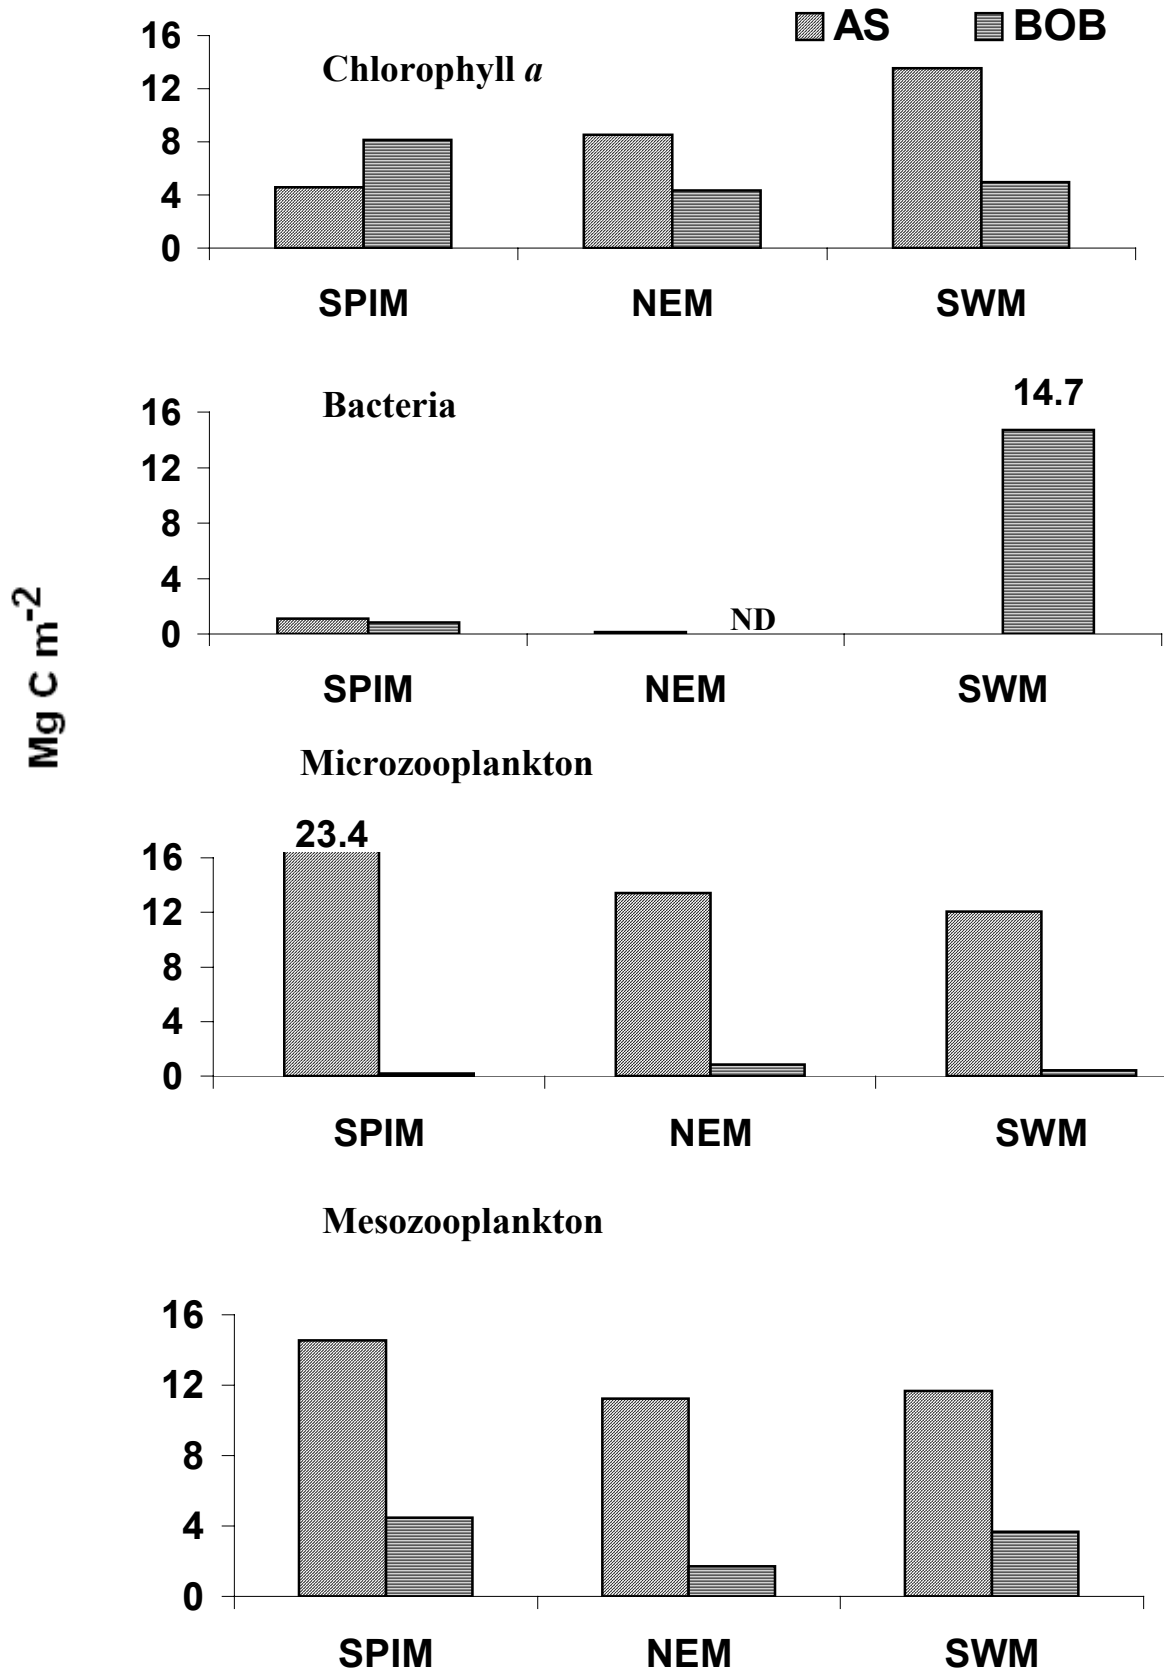 AS BOB
Chlorophyll a
16
12
8
4
0
SPIM NEM SWM
Bacteria
14.7
16
12
8
4
0
ND
SPIM NEM SWM
Mg C m-2
Microzooplankton
23.4
16
12
8
4
0
SPIM NEM SWM
Mesozooplankton
16
12
8
4
0
SPIM NEM SWM